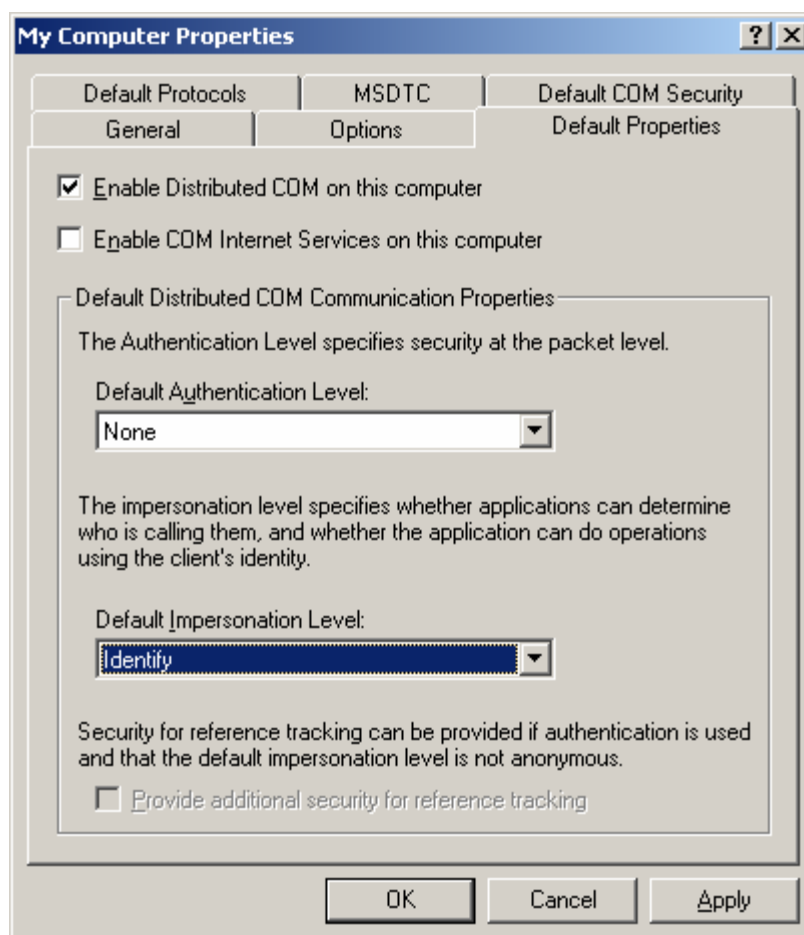 My Computer Properties
Default Protocols
MSDTC
Default COM Security
General
Options
Default Properties
Enable Distributed COM on this computer
Enable COM Internet Services on this computer
Default Distributed COM Communication Properties
The Authentication Level specifies security at the packet level.
Default Authentication Level:
None
The impersonation level specifies whether applications can determine
who is calling them, and whether the application can do operations
using the client's identity.
Default Impersonation Level:
Identify
Security for reference tracking can be provided if authentication is used
and that the default impersonation level is not anonymous.
Provide additional security for reference tracking
OK
Cancel
Apply